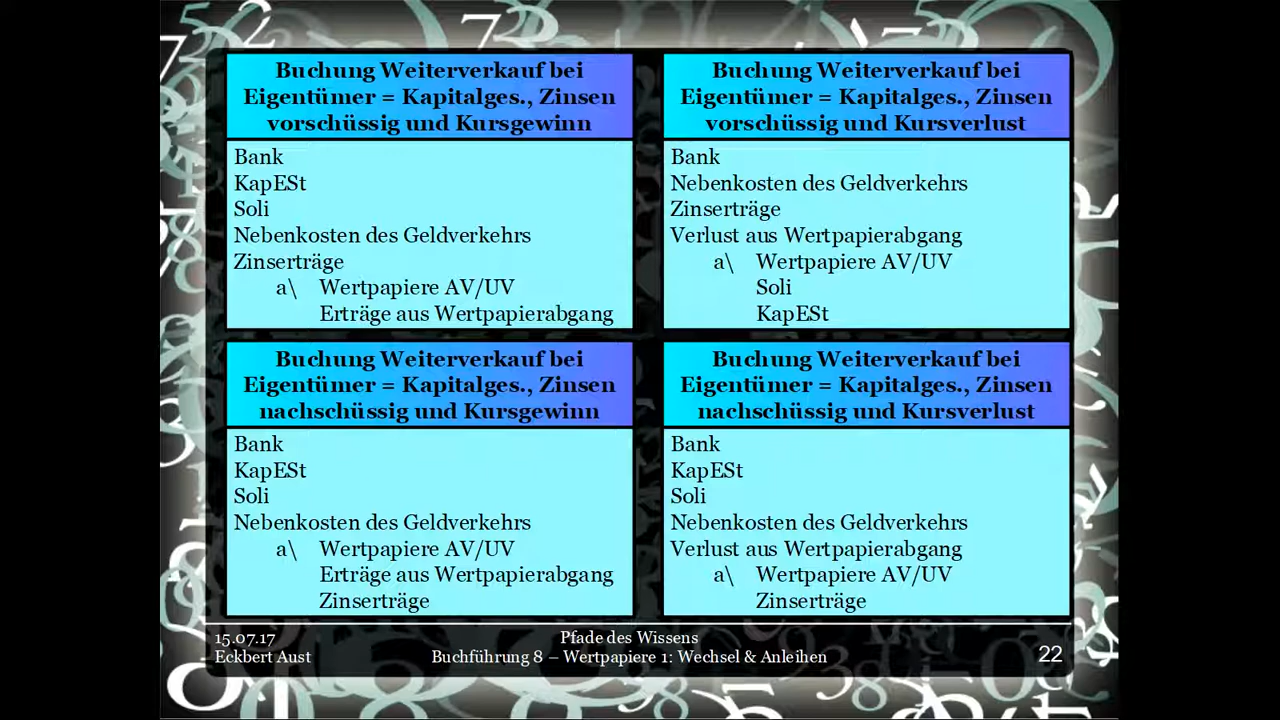 Buchung Weiterverkauf bei
Eigentümer = Kapitalges., Zinsen
vorschüssig und Kursgewinn
Bank
KapESt
Soli
Nebenkosten des Geldverkehrs
Zinserträge
a\ Wertpapiere AV/UV
Erträge aus Wertpapierabgang
Buchung Weiterverkauf bei
Eigentümer = Kapitalges., Zinsen
vorschüssig und Kursverlust
Bank
Nebenkosten des Geldverkehrs
Zinserträge
Verlust aus Wertpapierabgang
a\ Wertpapiere AV/UV
Soli
KapESt
Buchung Weiterverkauf bei
Eigentümer = Kapitalges., Zinsen
nachschüssig und Kursgewinn
Bank
KapESt
Soli
Nebenkosten des Geldverkehrs
a\ Wertpapiere AV/UV
Erträge aus Wertpapierabgang
Zinserträge
Buchung Weiterverkauf bei
Eigentümer = Kapitalges., Zinsen
nachschüssig und Kursverlust
Bank
KapESt
Soli
Nebenkosten des Geldverkehrs
Verlust aus Wertpapierabgang
a\ Wertpapiere AV/UV
Zinserträge
15.07.17
Eckbert Aust
Pfade des Wissens
Buchführung 8 – Wertpapiere 1: Wechsel & Anleihen
22